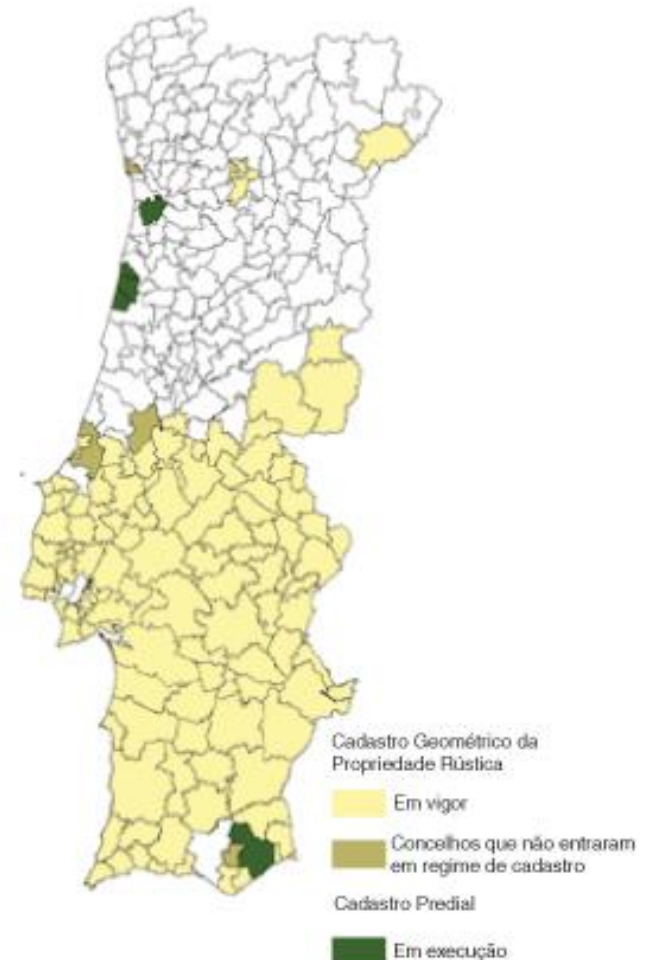 Cadastro Geométrico da
Propriedade Rústica
Em vigor
Concelhos que não entraram
em regime de cadastro
Cadastro Predial
Em execução